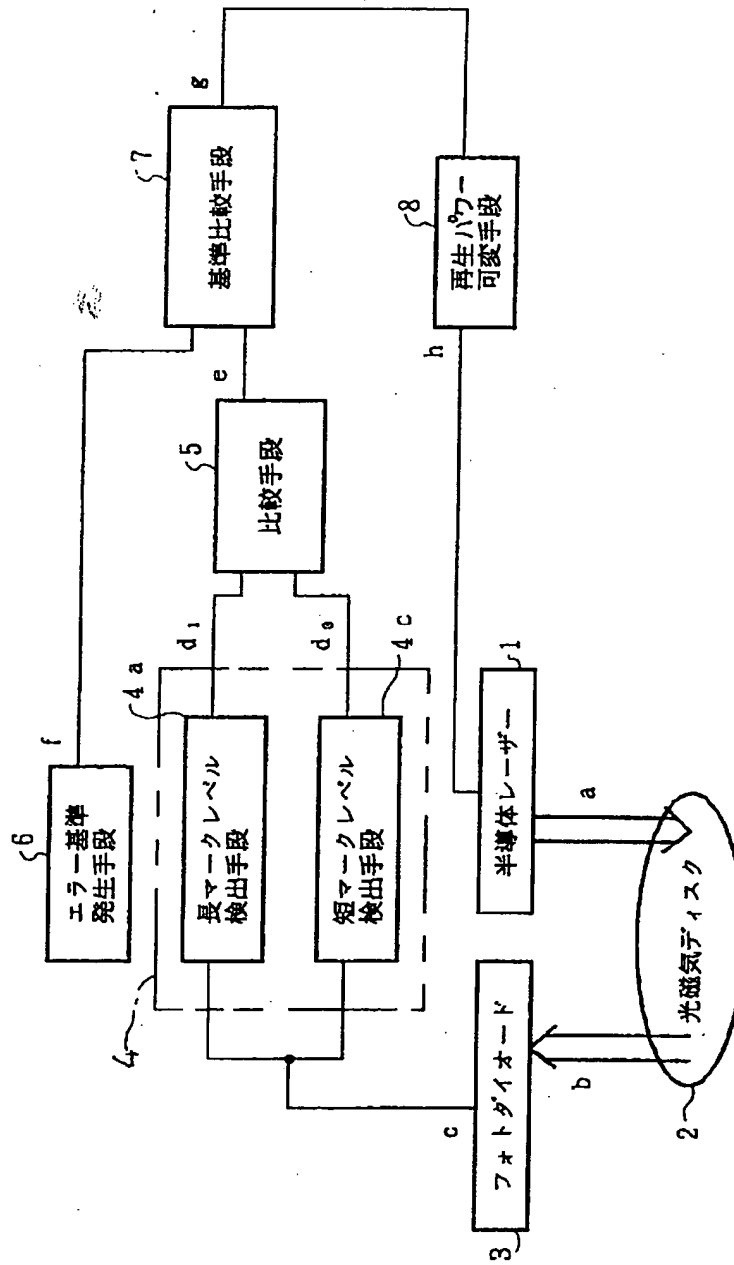 6
エラー基準
発生手段
f
7
基準比較手段
g
4
4a
長マークレベル
検出手段
d₁
5
比較手段
e
短マークレベル
検出手段
4c
d₀
8
再生パワー
可変手段
h
c
3
フォトダイオード
1
半導体レーザー
b
a
2
光磁気ディスク